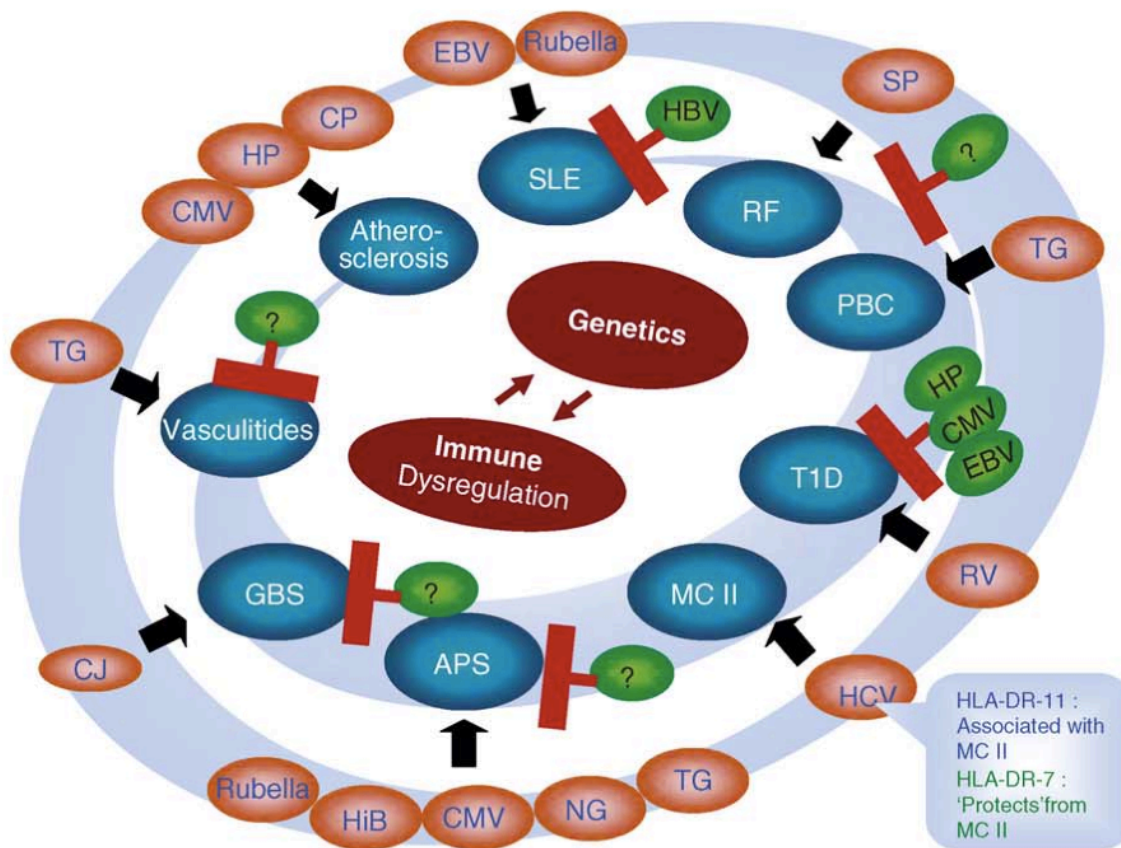 EBV
Rubella
SP
CP
HBV
HP
?
SLE
CMV
RF
Athero-
sclerosis
TG
PBC
?
Genetics
TG
HP
CMV
Vasculitides
EBV
Immune
Dysregulation
T1D
RV
GBS
?
MC II
CJ
APS
?
HCV
HLA-DR-11 :
Associated with
MC II
HLA-DR-7 :
‘Protects’from
MC II
Rubella
HiB
CMV
NG
TG